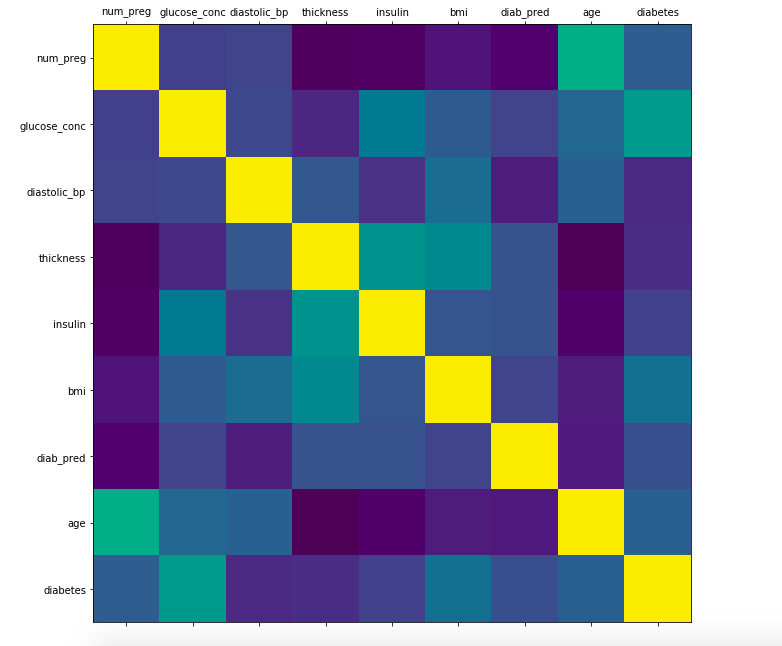 num_preg glucose_conc diastolic_bp thickness insulin bmi diab_pred age diabetes
num_preg
glucose_conc
diastolic_bp
thickness
insulin
bmi
diab_pred
age
diabetes